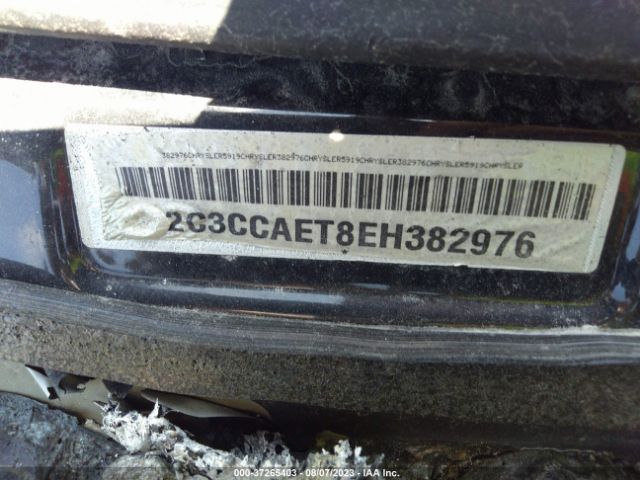 382976CHRYSLER5919CHRYSLER382976CHRYSLER5919CHRYSLER382976CHRYSLER5919CHRYSLER
2C3CCAET8EH382976
000-37265403 - 08/07/2023 - IAA Inc.